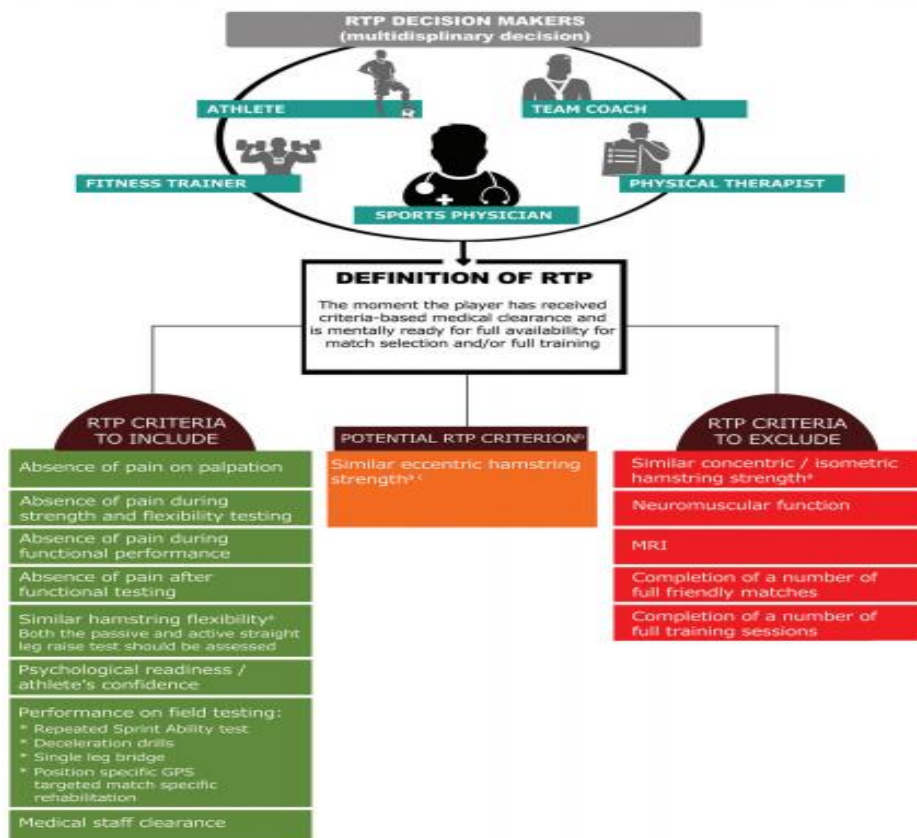 RTP DECISION MAKERS
(multidisplinary decision)
ATHLETE
TEAM COACH
FITNESS TRAINER
PHYSICAL THERAPIST
SPORTS PHYSICIAN
DEFINITION OF RTP
The moment the player has received
criteria-based medical clearance and
is mentally ready for full availability for
match selection and/or full training
RTP CRITERIA
TO INCLUDE
Absence of pain on palpation
Absence of pain during
strength and flexibility testing
Absence of pain during
functional performance
Absence of pain after
functional testing
Similar hamstring flexibility
Both the passive and active straight
leg raise test should be assessed
Psychological readiness /
athlete's confidence
Performance on field testing:
* Repeated Sprint Ability test
* Deceleration drills
* Single leg bridge
* Position specific GPS
targeted match specific
rehabilitation
Medical staff clearance
POTENTIAL RTP CRITERION
Similar eccentric hamstring
strength
RTP CRITERIA
TO EXCLUDE
Similar concentric / isometric
hamstring strength
Neuromuscular function
MRI
Completion of a number of
full friendly matches
Completion of a number of
full training sessions